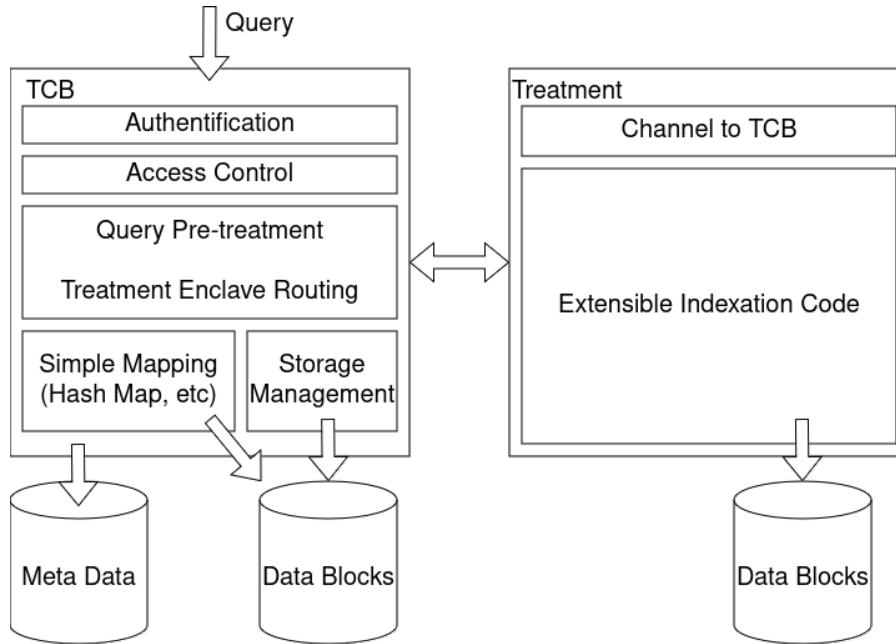 Query
TCB
Authentification
Access Control
Query Pre-treatment
Treatment Enclave Routing
Simple Mapping
(Hash Map, etc)
Storage
Management
Meta Data
Data Blocks
Treatment
Channel to TCB
Extensible Indexation Code
Data Blocks